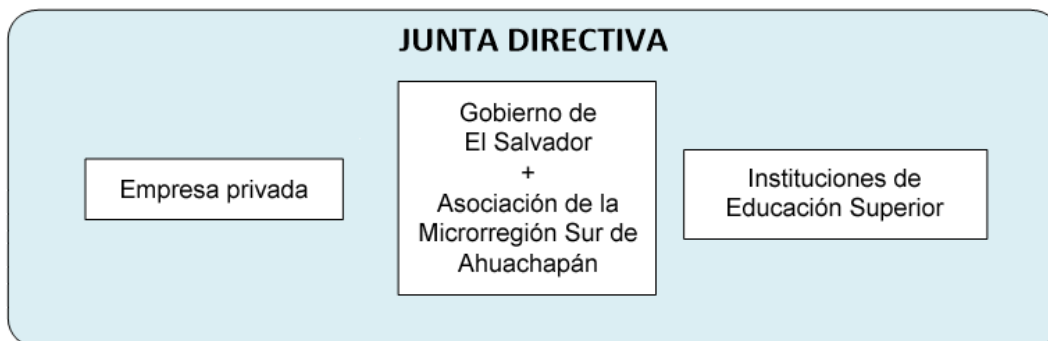 JUNTA DIRECTIVA
Empresa privada
Gobierno de
El Salvador
+
Asociación de la
Microrregión Sur de
Ahuachapán
Instituciones de
Educación Superior